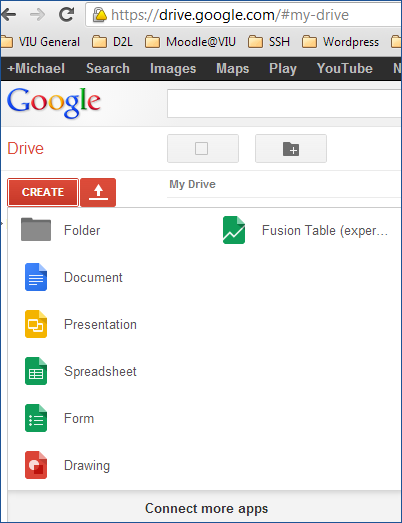 https://drive.google.com/#my-drive
VIU General D2L Moodle@VIU SSH Wordpress
+Michael Search Images Maps Play YouTube N
Google
Drive
CREATE My Drive
Folder Fusion Table (exper...
Document
Presentation
Spreadsheet
Form
Drawing
Connect more apps